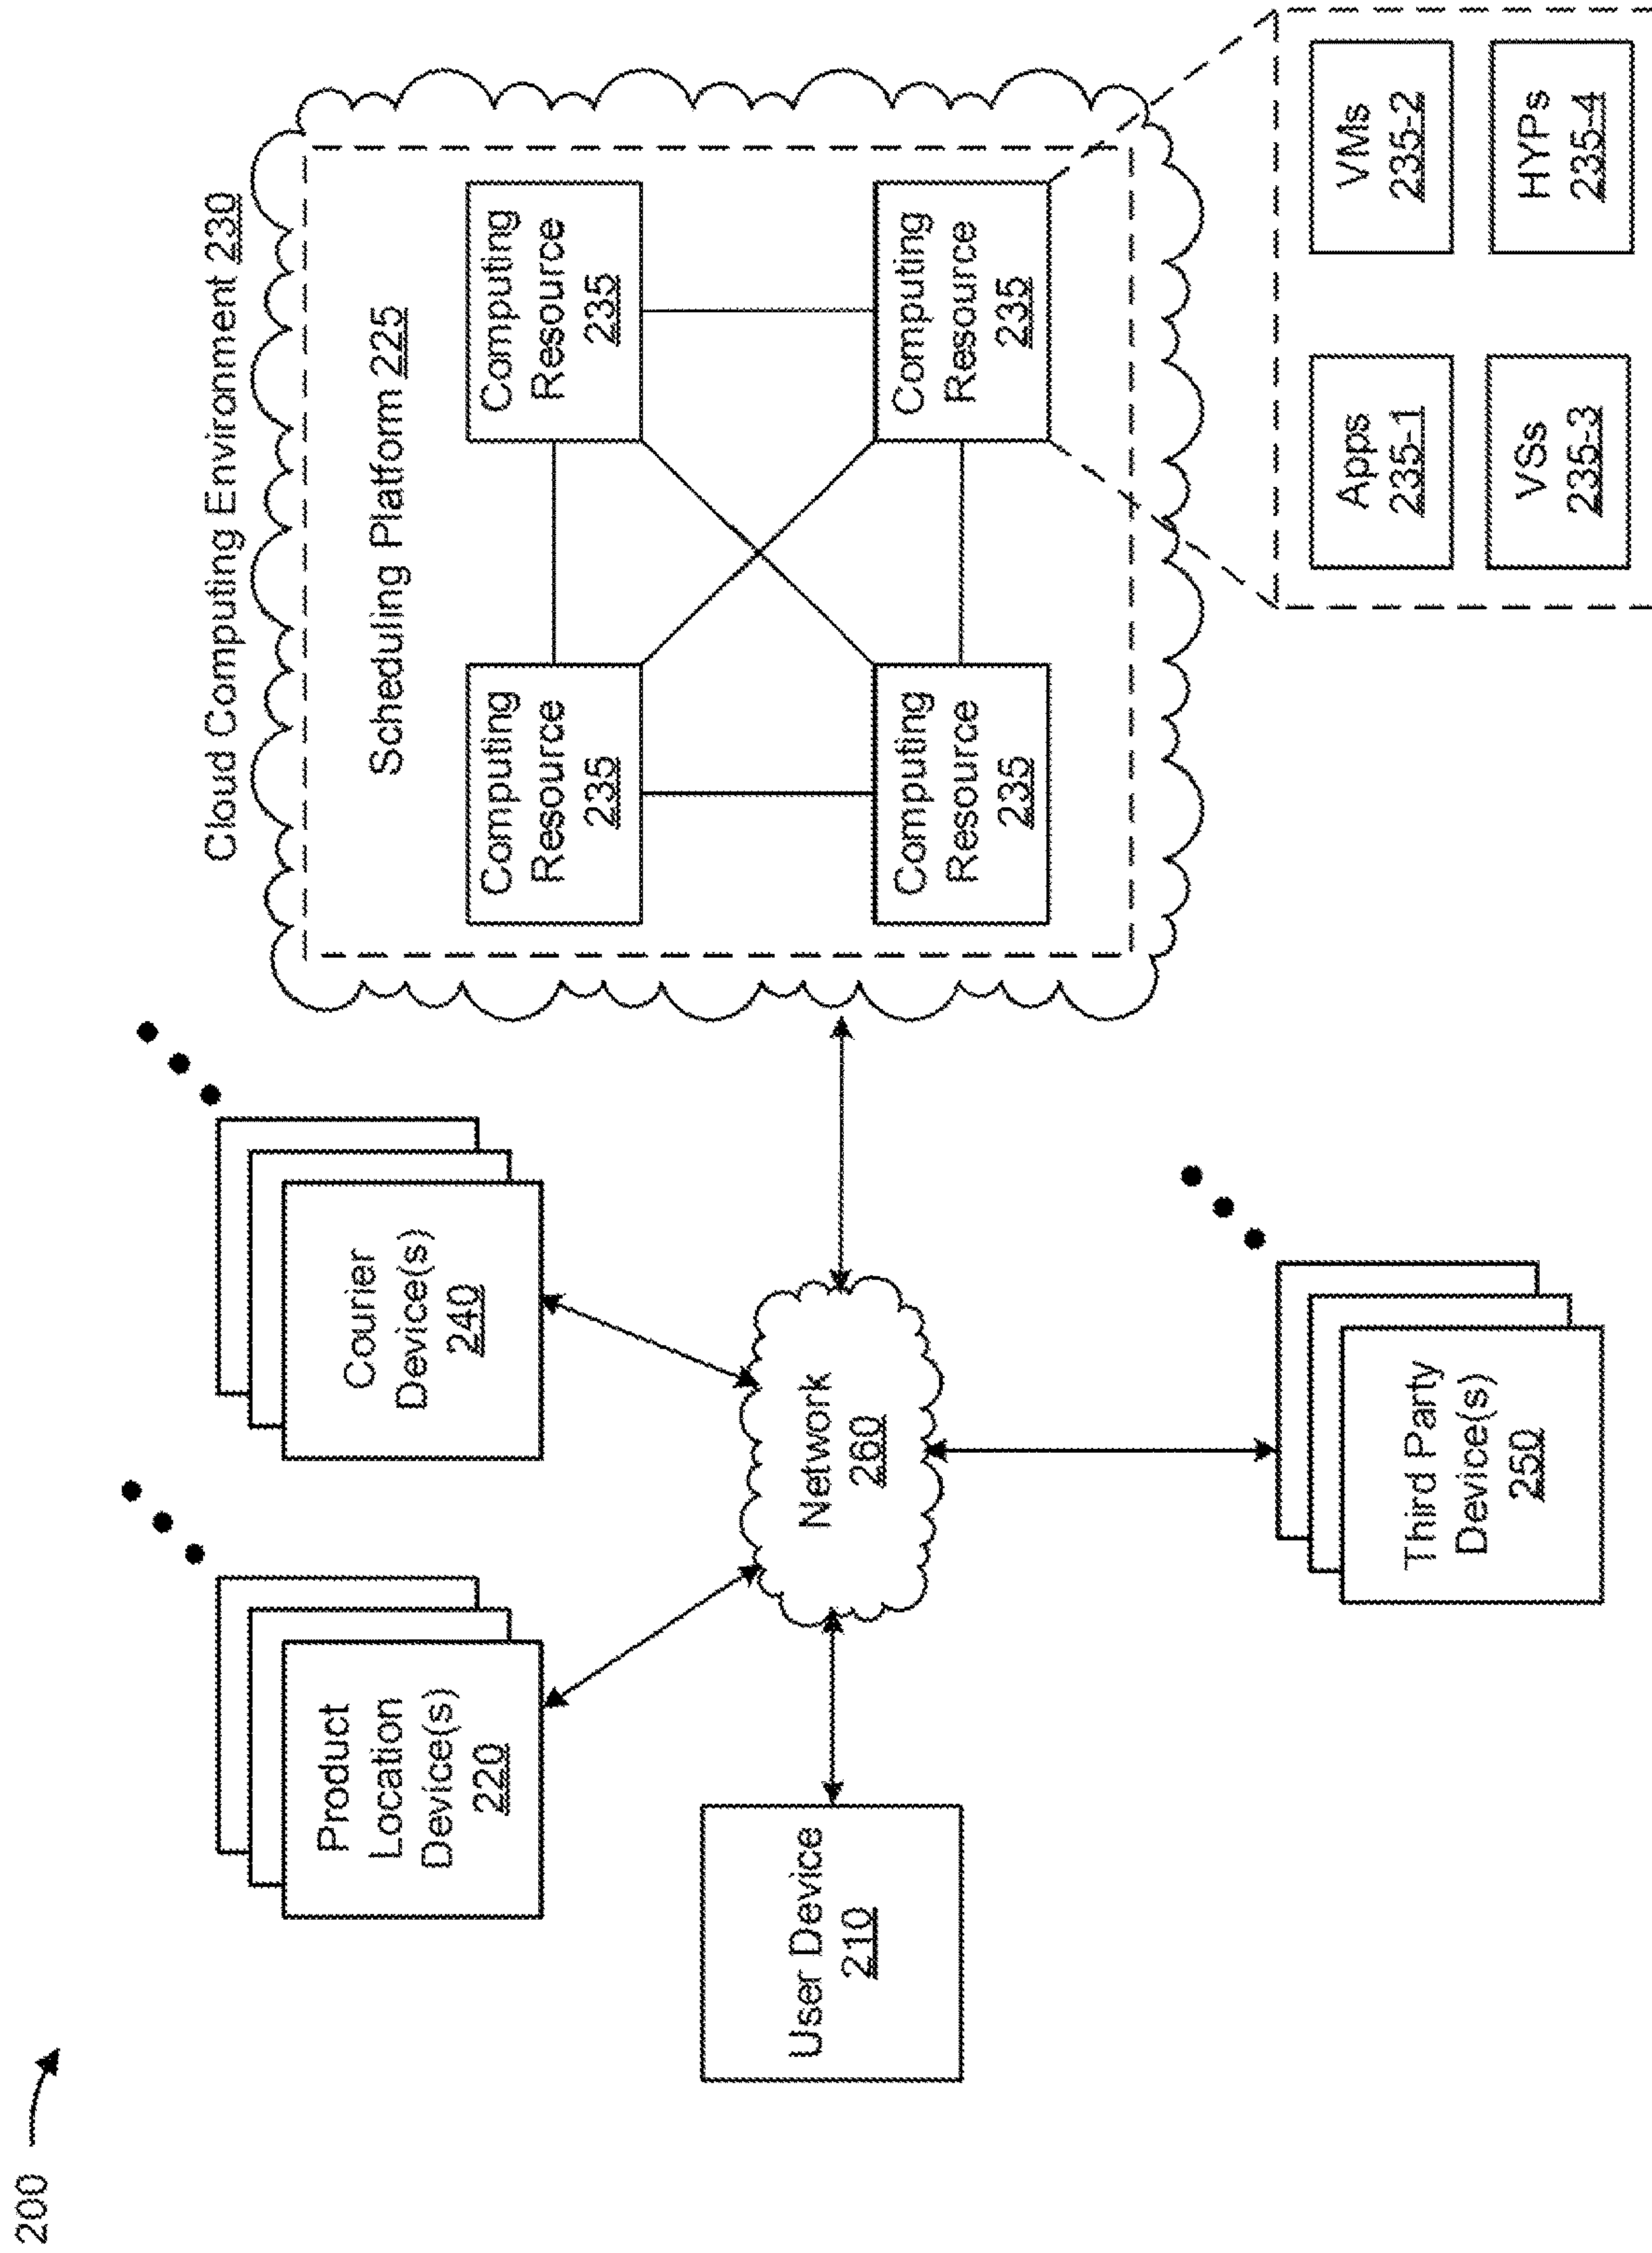 200
Cloud Computing Environment 230
Scheduling Platform 225
Computing
Resource
235
Computing
Resource
235
Computing
Resource
235
Computing
Resource
235
Product
Location
Device(s)
220
Courier
Device(s)
240
User Device
210
Network
260
Third Party
Device(s)
250
Apps
235-1
VMs
235-2
VSs
235-3
HYPs
235-4